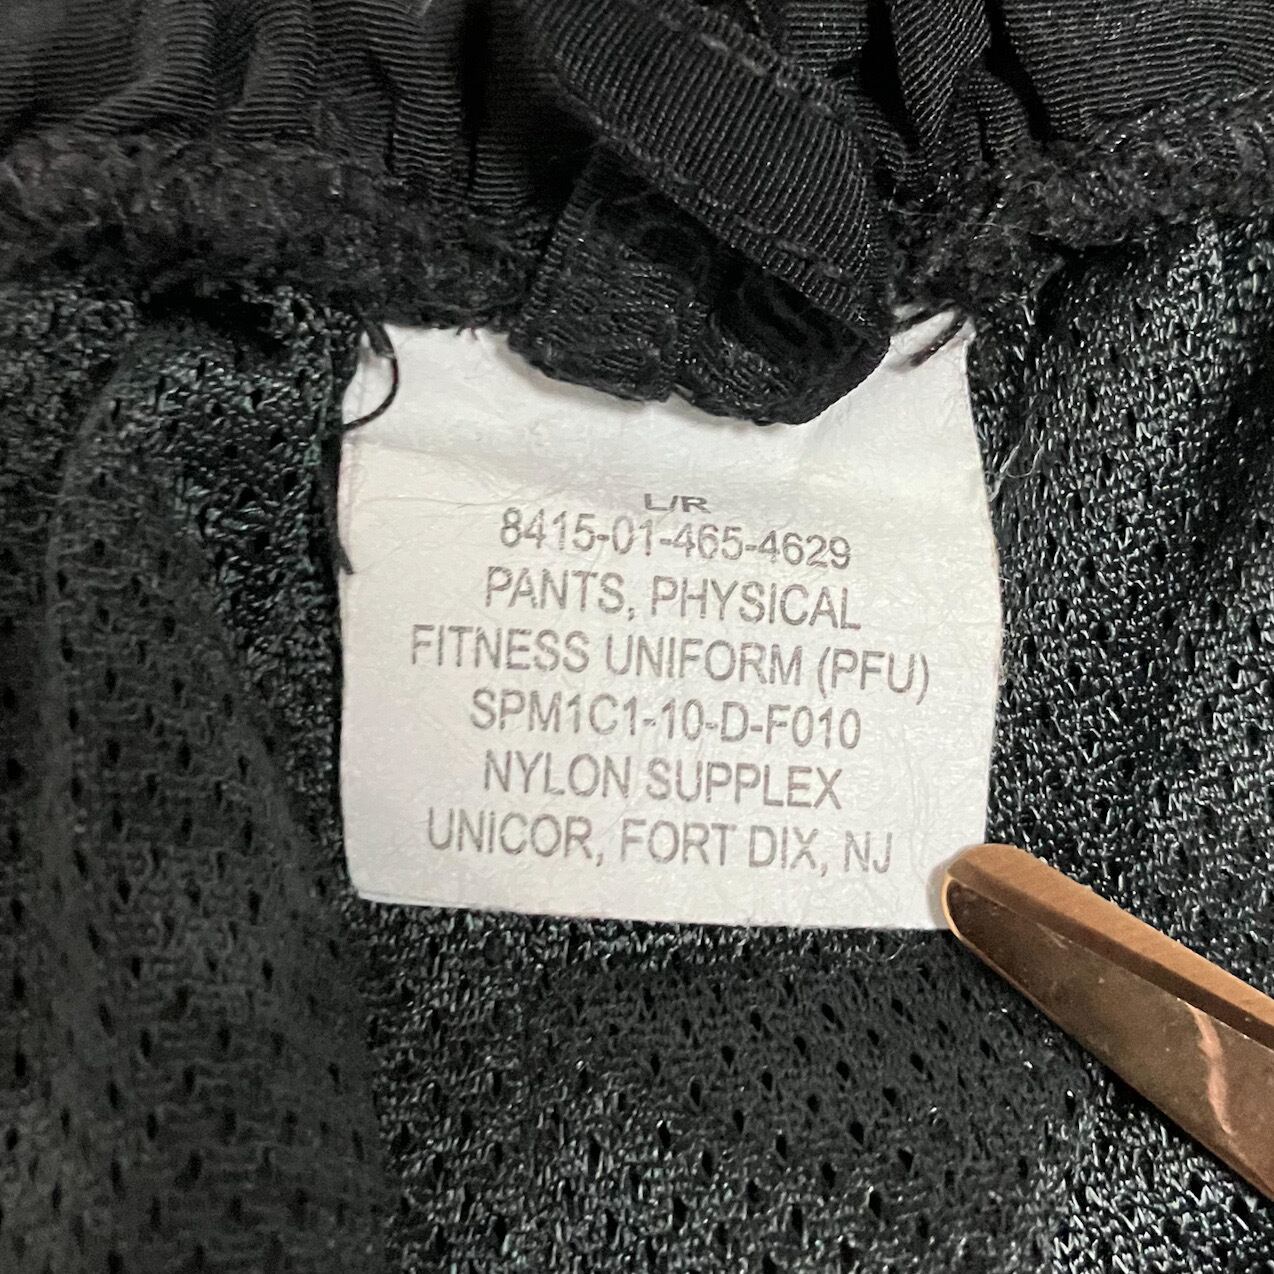 L/R
8415-01-465-4629
PANTS, PHYSICAL
FITNESS UNIFORM (PFU)
SPM1C1-10-D-F010
NYLON SUPPLEX
UNICOR, FORT DIX, NJ